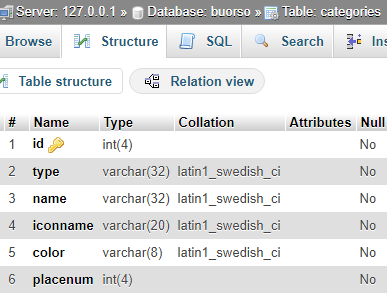 Server: 127.0.0.1 » Database: buorso » Table: categories
Browse Structure SQL Search
Table structure Relation view
# Name Type Collation Attributes Null
1 id int(4) No
2 type varchar(32) latin1_swedish_ci No
3 name varchar(32) latin1_swedish_ci No
4 iconname varchar(20) latin1_swedish_ci No
5 color varchar(8) latin1_swedish_ci No
6 placenum int(4) No